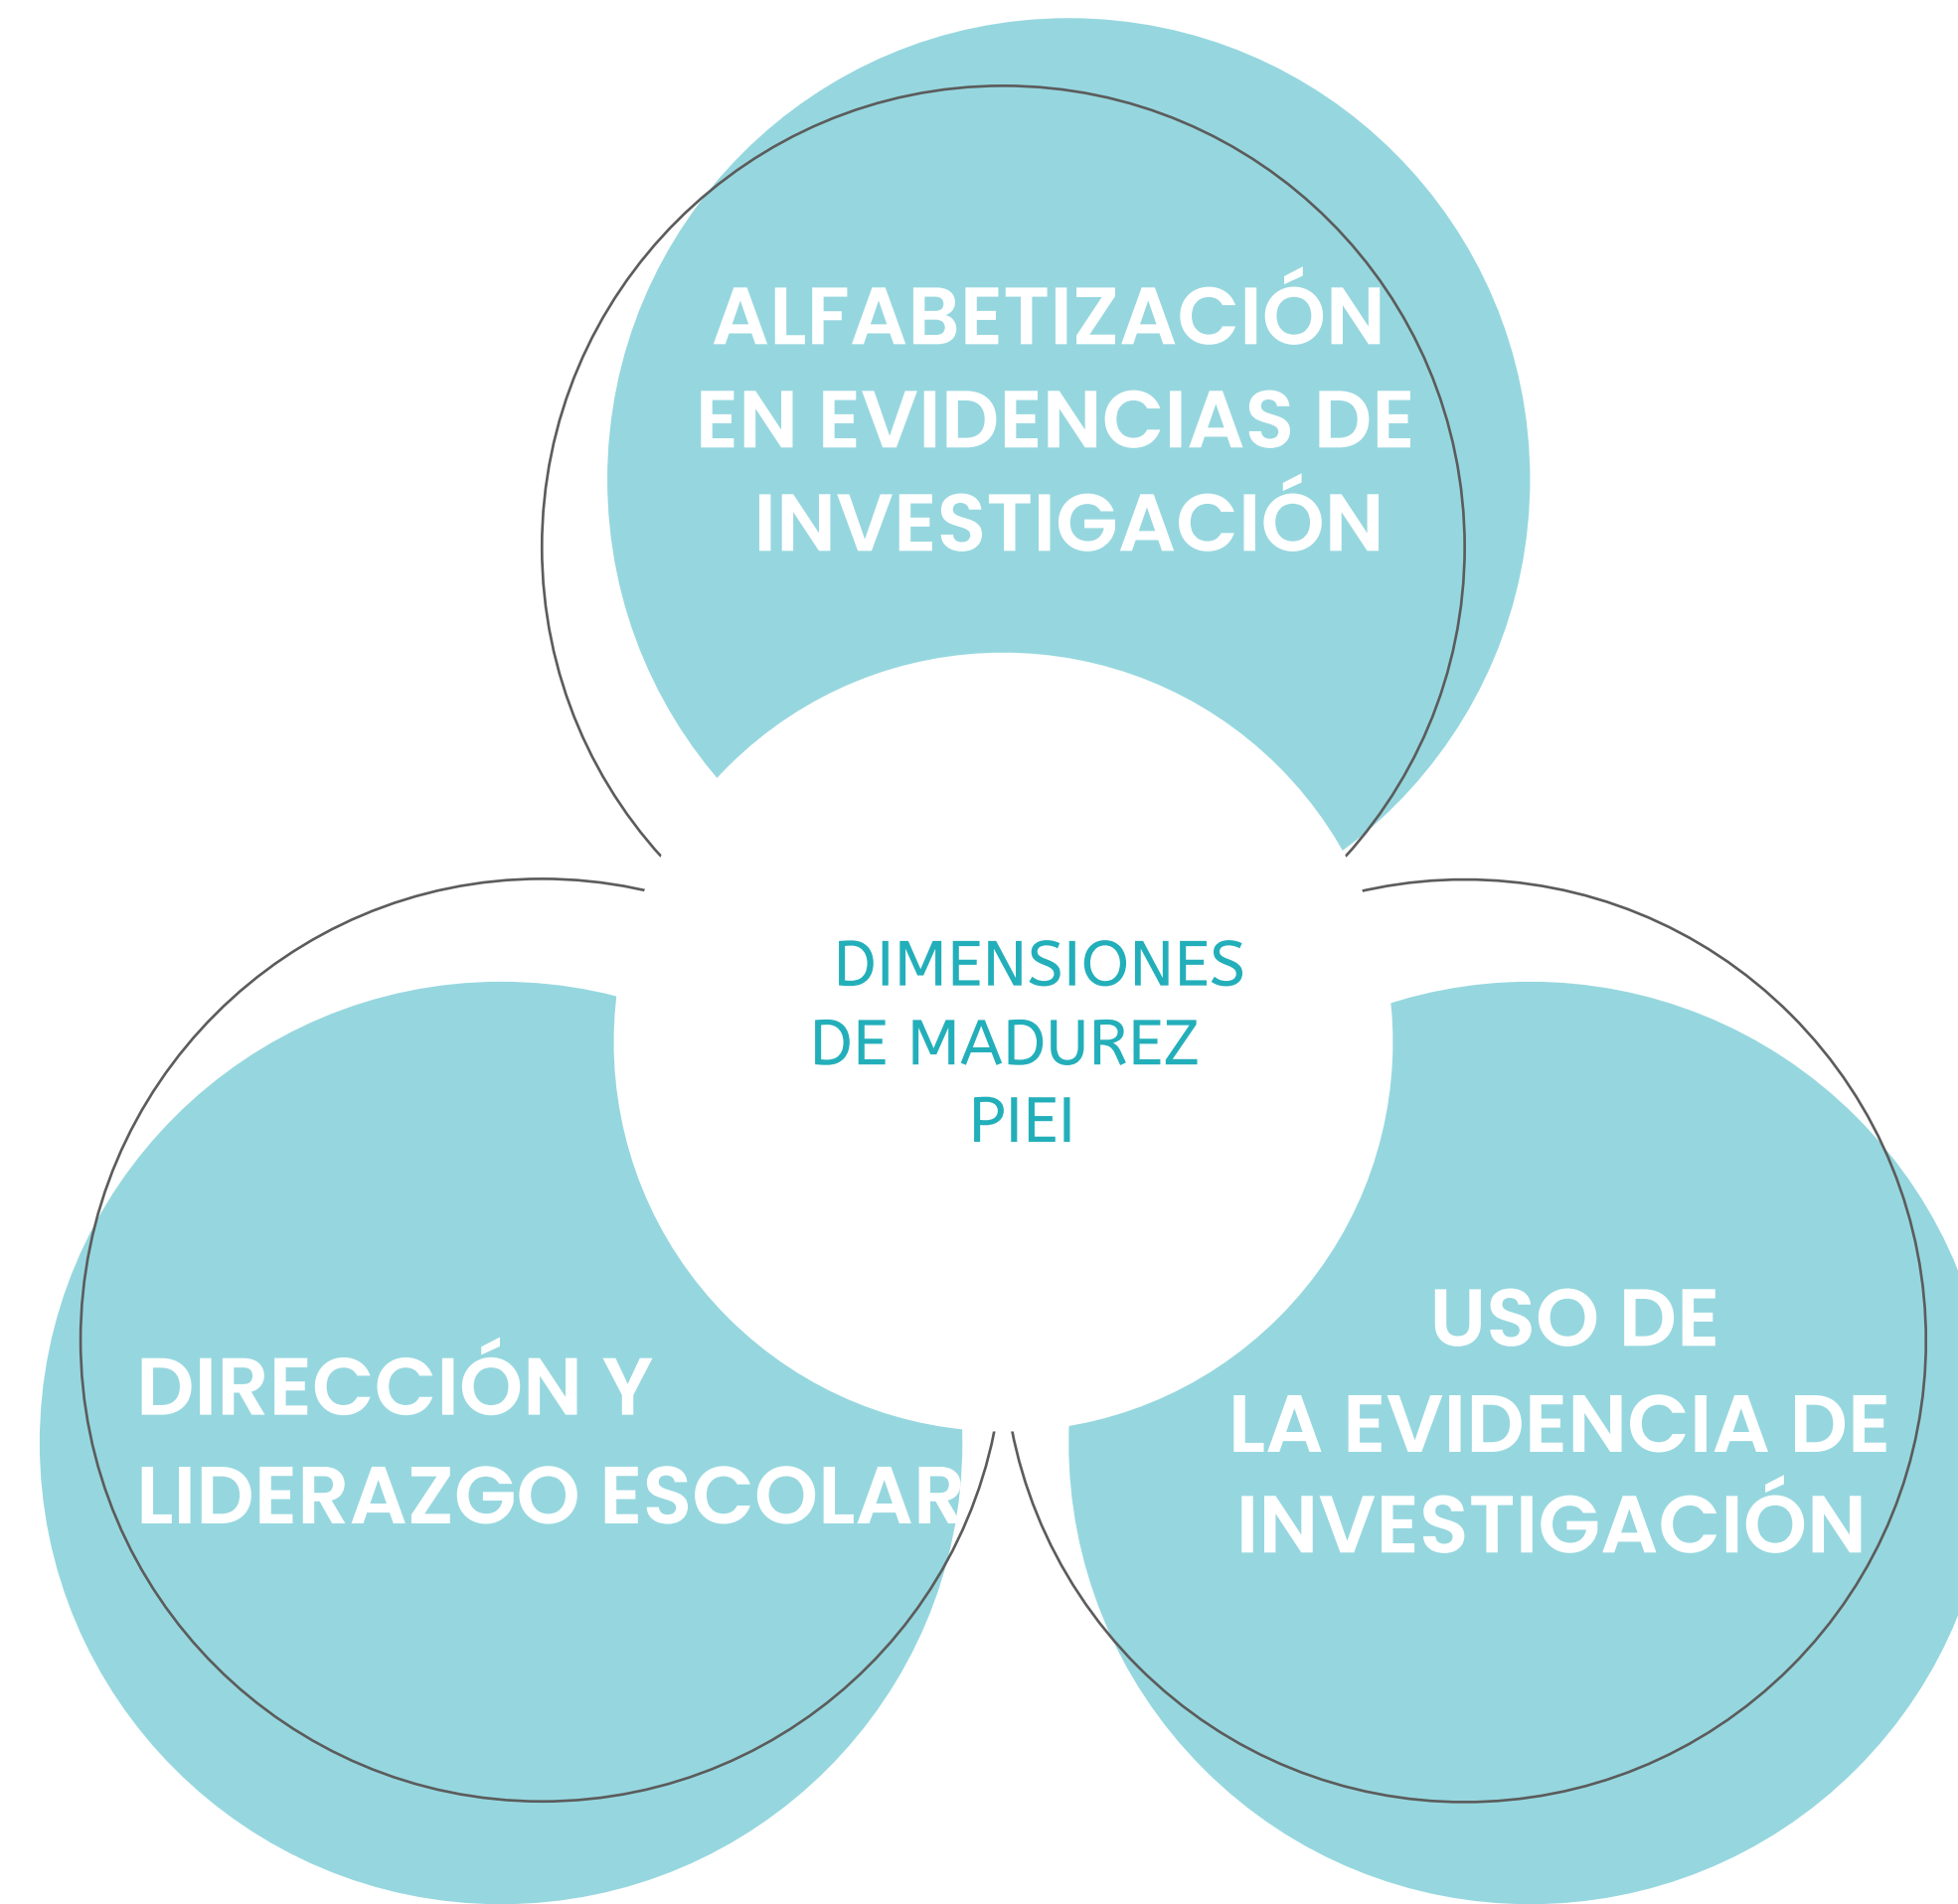 ALFABETIZACIÓN
EN EVIDENCIAS DE
INVESTIGACIÓN
DIMENSIONES
DE MADUREZ
PIEI
DIRECCIÓN Y
LIDERAZGO ESCOLAR
USO DE
LA EVIDENCIA DE
INVESTIGACIÓN